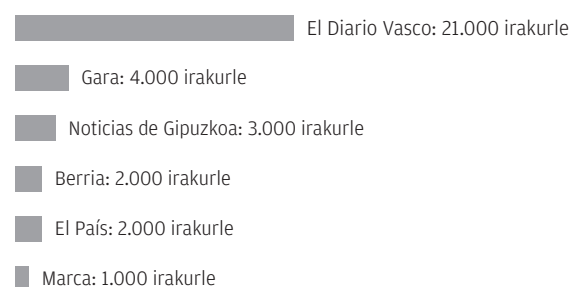 El Diario Vasco: 21.000 irakurle
Gara: 4.000 irakurle
Noticias de Gipuzkoa: 3.000 irakurle
Berria: 2.000 irakurle
El País: 2.000 irakurle
Marca: 1.000 irakurle